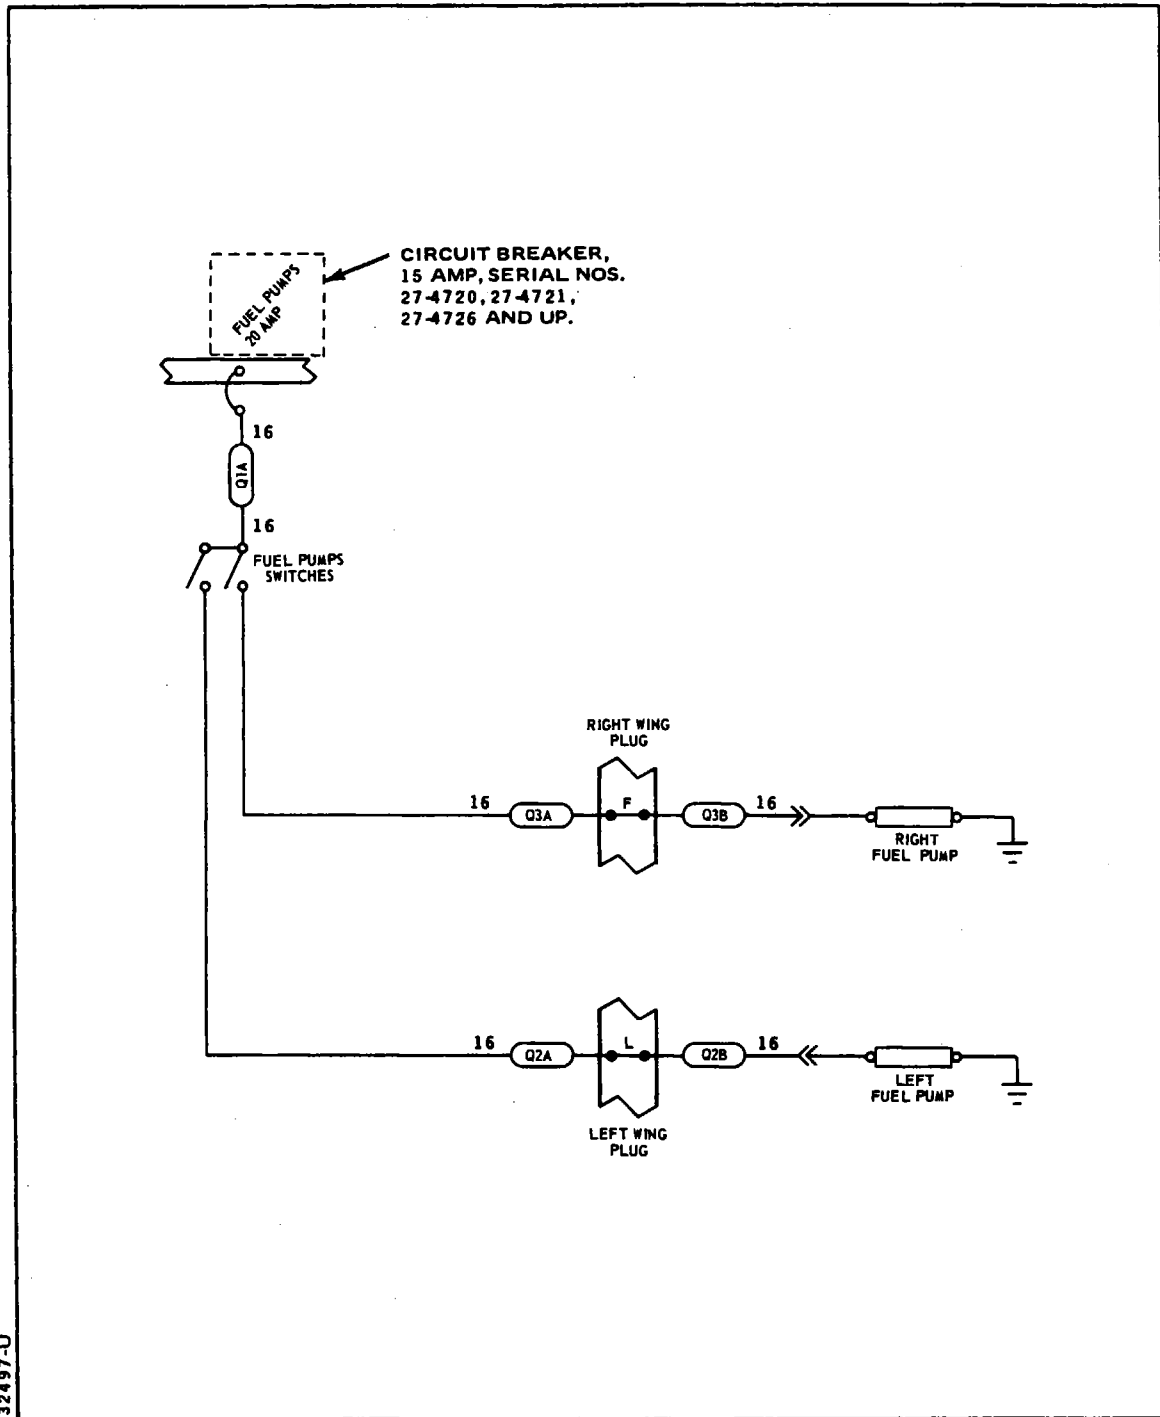 CIRCUIT BREAKER,
15 AMP, SERIAL NOS.
27-4720, 27-4721,
27-4726 AND UP.
FUEL PUMPS
20 AMP
16
Q1A
16
FUEL PUMPS
SWITCHES
RIGHT WING
PLUG
16
Q3A
F
Q3B
16
RIGHT
FUEL PUMP
16
Q2A
L
Q2B
16
LEFT
FUEL PUMP
LEFT WING
PLUG
32497-U